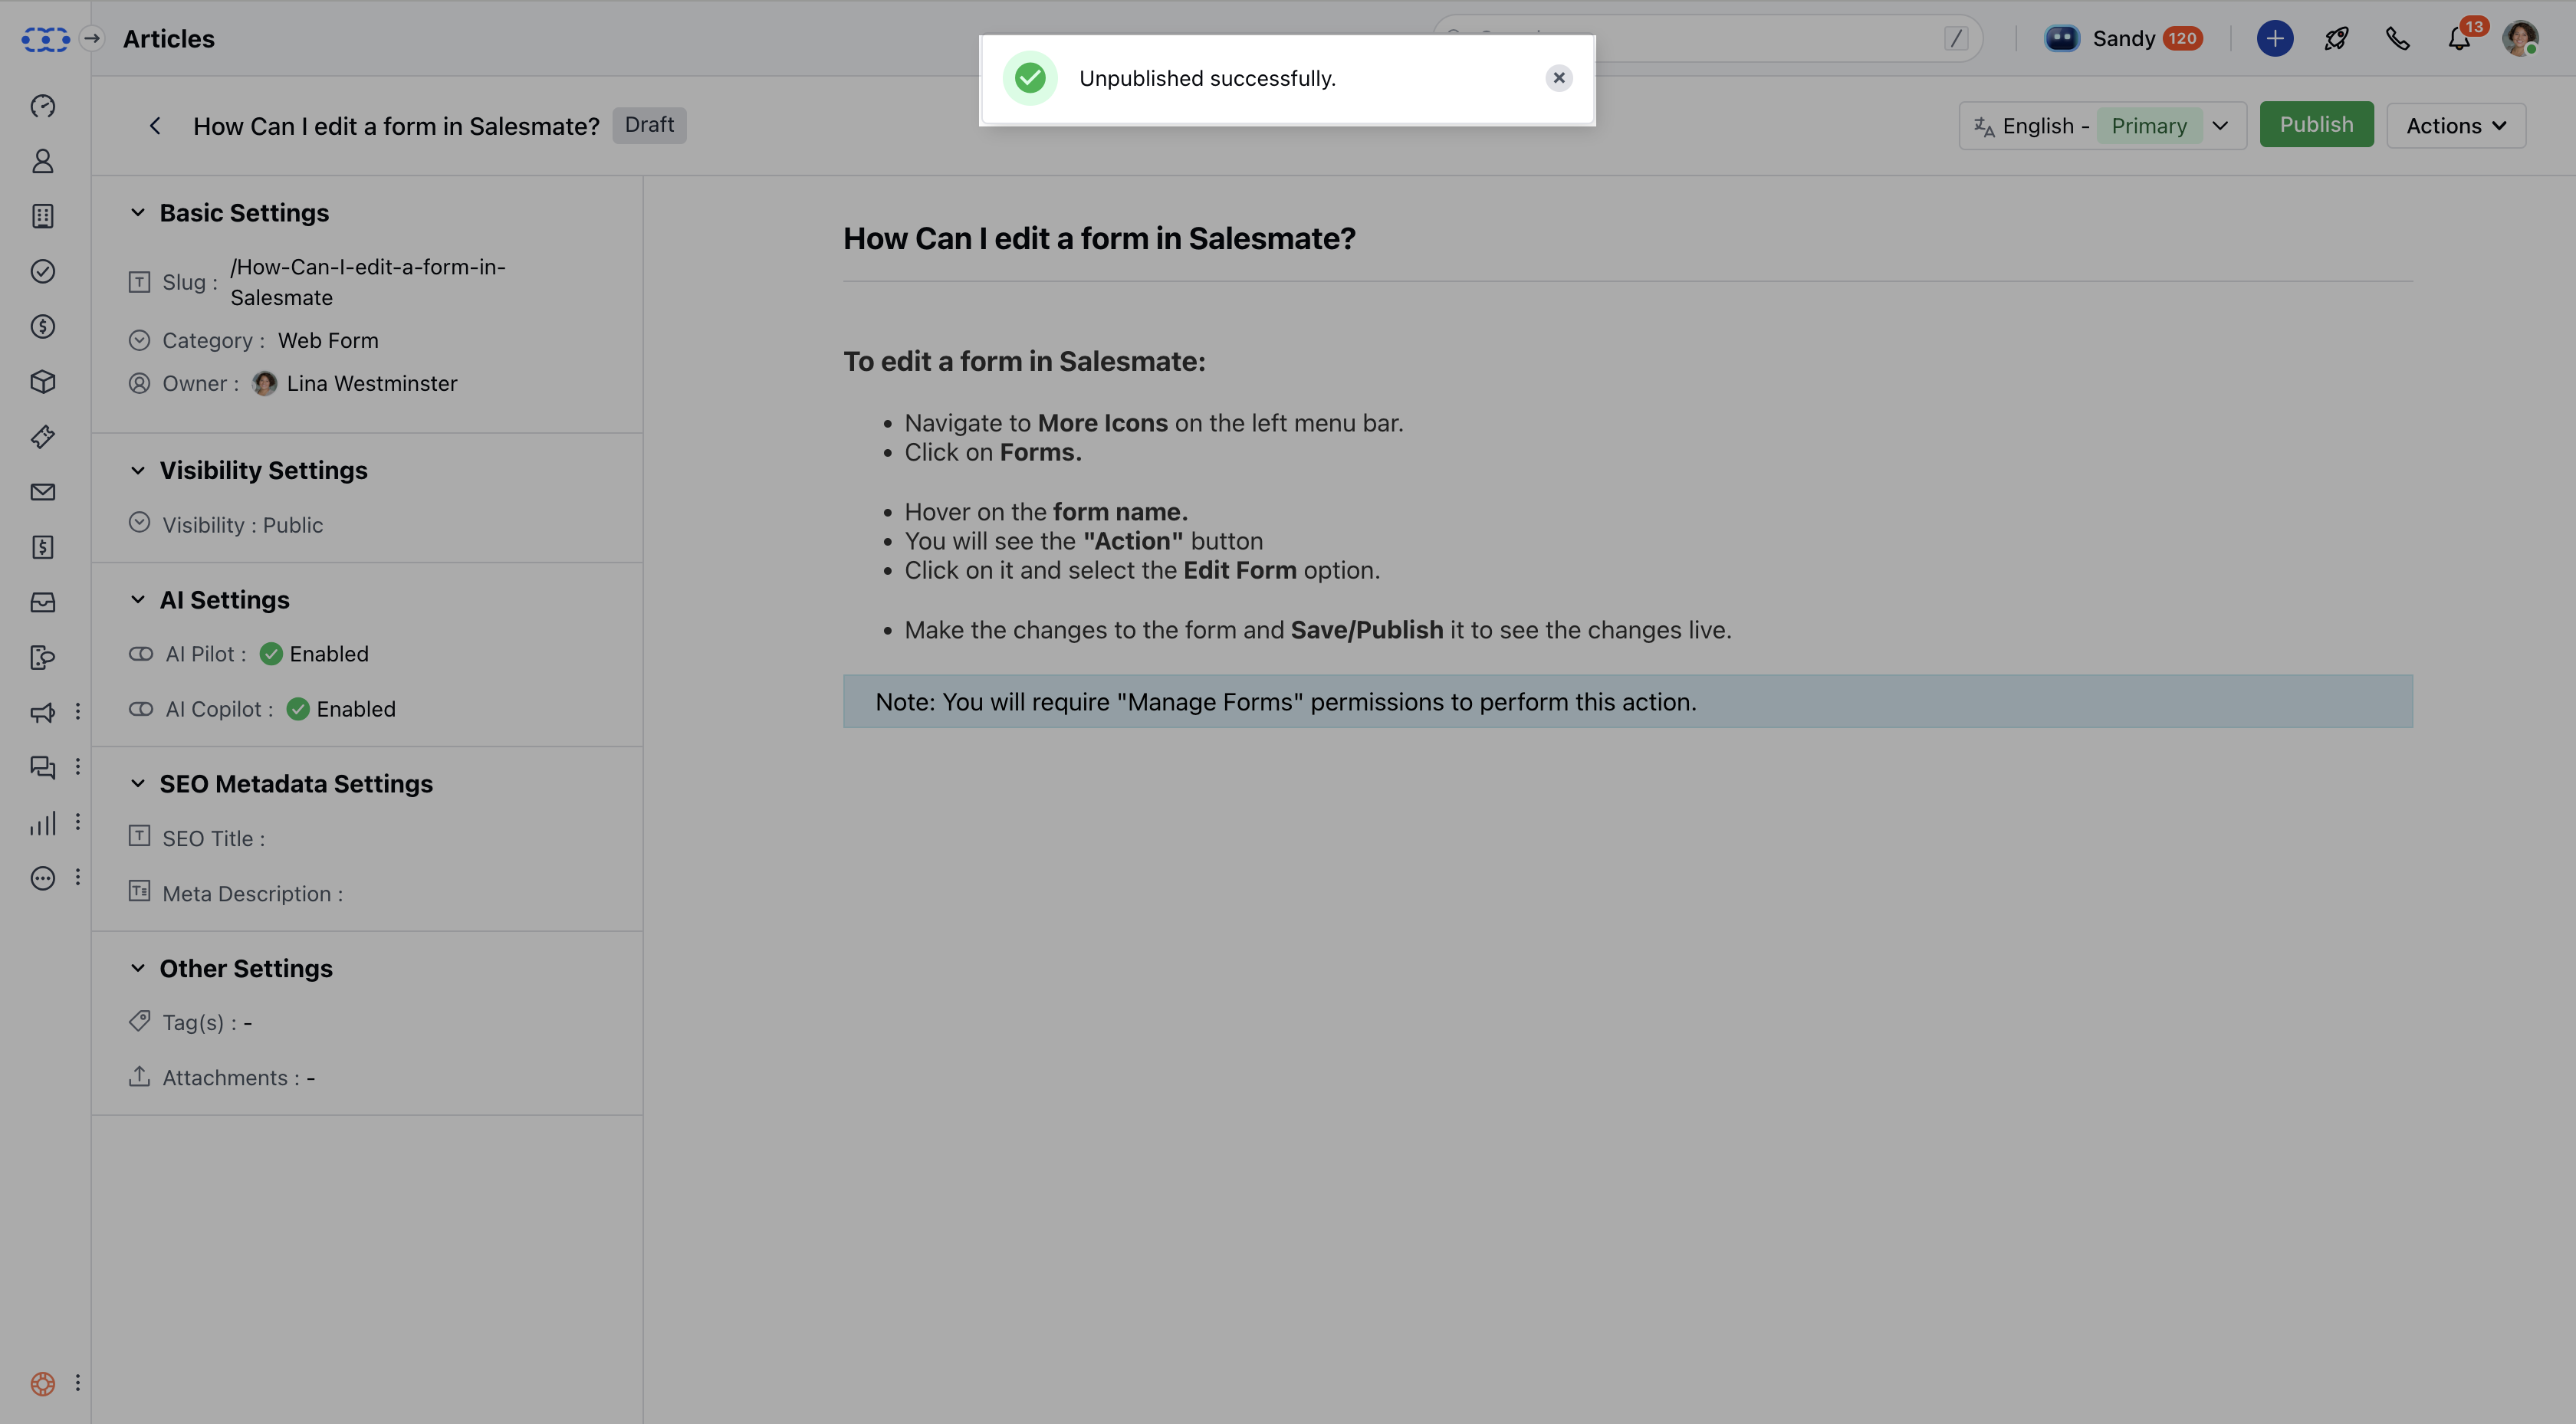 Articles
/
Sandy 120
13
Unpublished successfully.
How Can I edit a form in Salesmate? Draft
English - Primary
Publish
Actions
Basic Settings
Slug : /How-Can-I-edit-a-form-in-
Salesmate
Category : Web Form
Owner : Lina Westminster
Visibility Settings
Visibility : Public
AI Settings
AI Pilot : Enabled
AI Copilot : Enabled
SEO Metadata Settings
SEO Title :
Meta Description :
Other Settings
Tag(s) : -
Attachments : -
How Can I edit a form in Salesmate?
To edit a form in Salesmate:
• Navigate to More Icons on the left menu bar.
• Click on Forms.
• Hover on the form name.
• You will see the "Action" button
• Click on it and select the Edit Form option.
• Make the changes to the form and Save/Publish it to see the changes live.
Note: You will require "Manage Forms" permissions to perform this action.